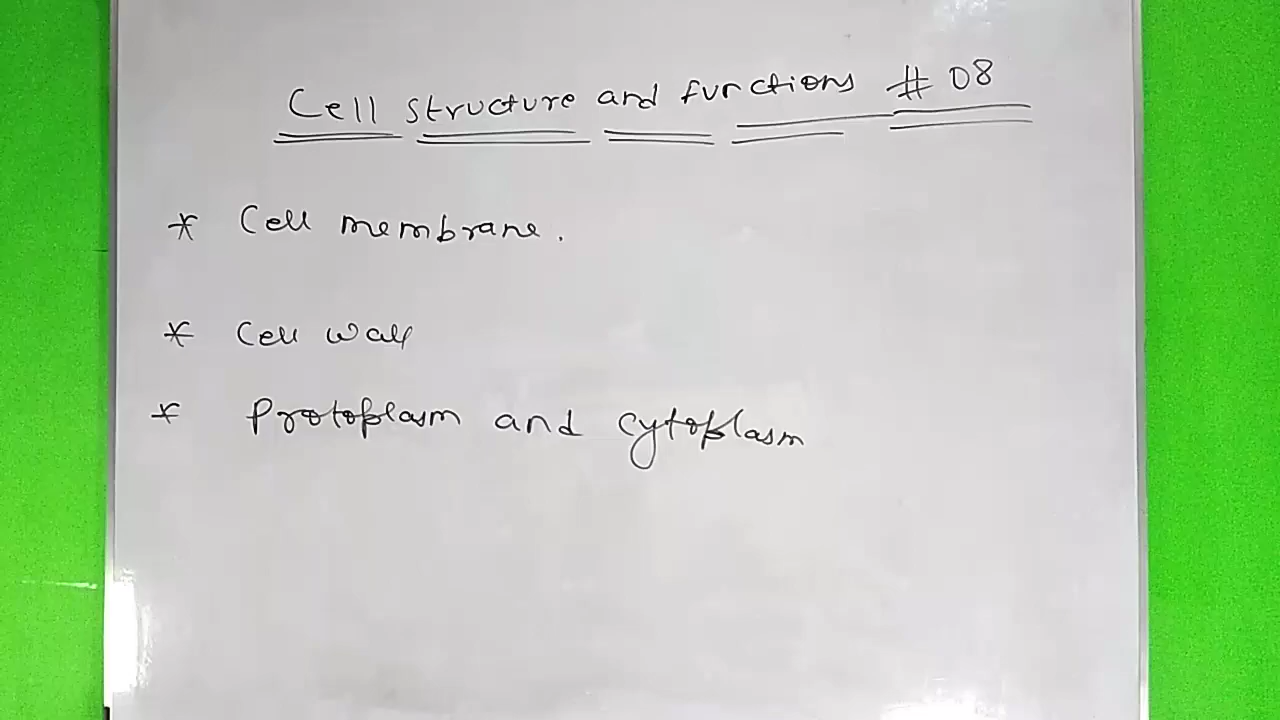 Cell structure and functions # 08
* Cell membrane.
* Cell wall
* Protoplasm and cytoplasm